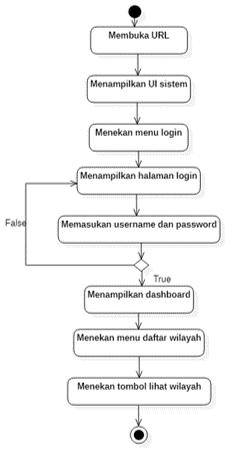 Membuka URL
Menampilkan UI sistem
Menekan menu login
Menampilkan halaman login
False
Memasukan username dan password
True
Menampilkan dashboard
Menekan menu daftar wilayah
Menekan tombol lihat wilayah